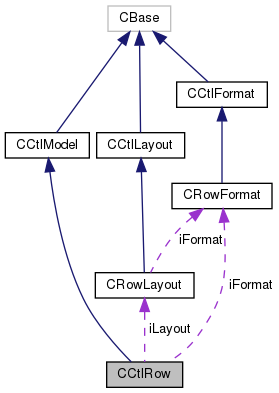 CBase
CCtlFormat
CCtlModel
CCtlLayout
CRowFormat
iFormat
CRowLayout
iFormat
iLayout
CCtlRow